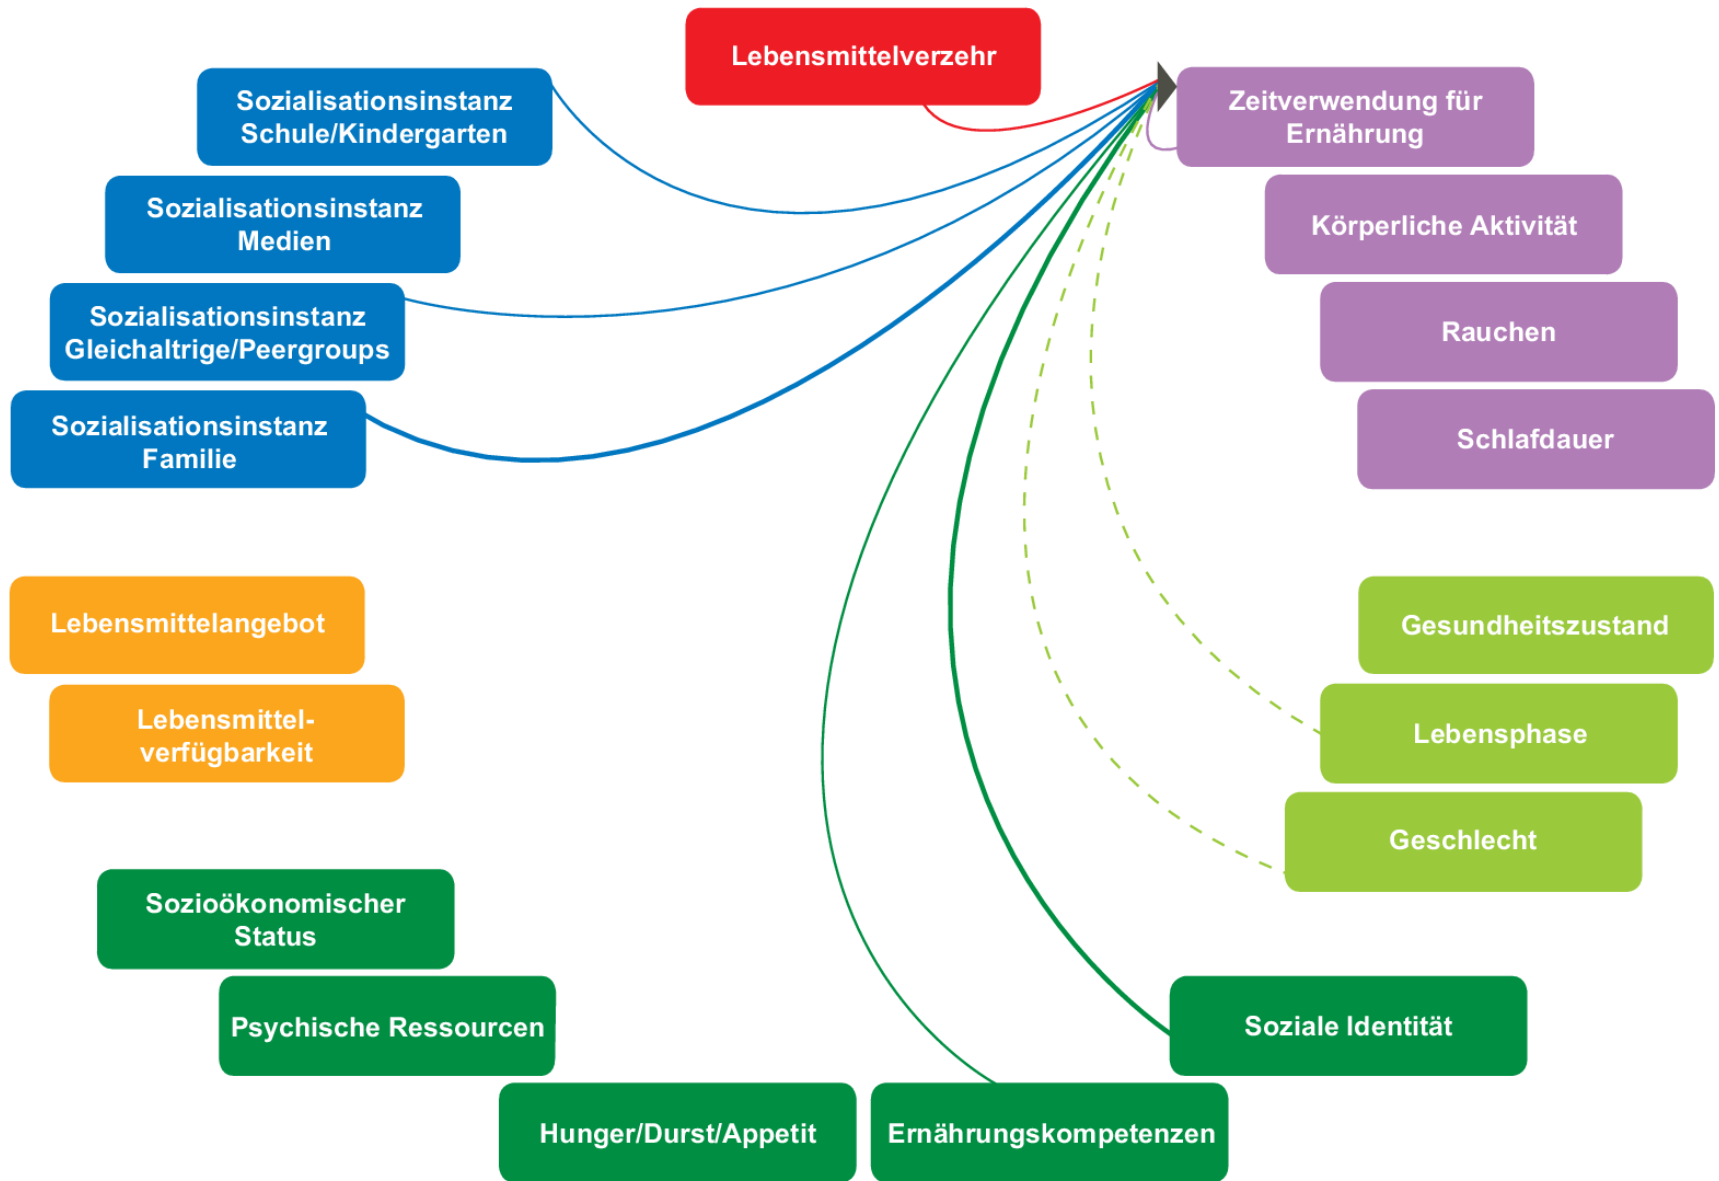 Lebensmittelverzehr
Sozialisationsinstanz
Schule/Kindergarten
Zeitverwendung für
Ernährung
Sozialisationsinstanz
Medien
Körperliche Aktivität
Sozialisationsinstanz
Gleichaltrige/Peergroups
Rauchen
Sozialisationsinstanz
Familie
Schlafdauer
Lebensmittelangebot
Gesundheitszustand
Lebensmittel-
verfügbarkeit
Lebensphase
Geschlecht
Sozioökonomischer
Status
Psychische Ressourcen
Soziale Identität
Hunger/Durst/Appetit
Ernährungskompetenzen